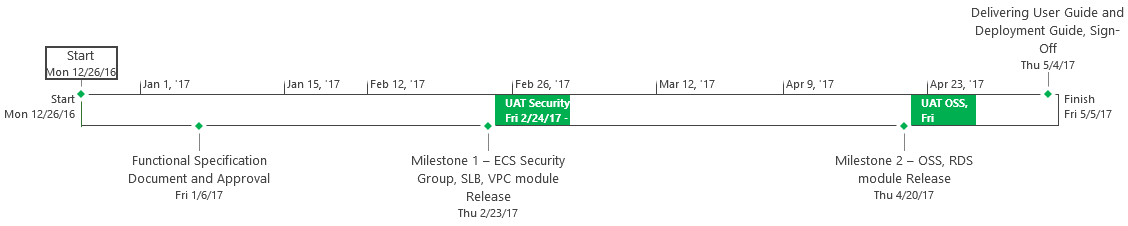 Delivering User Guide and
Deployment Guide, Sign-
Off
Thu 5/4/17
Start
Mon 12/26/16
Jan 1, '17
Jan 15, '17
Feb 12, '17
Feb 26, '17
Mar 12, '17
Apr 9, '17
Apr 23, '17
Start
Mon 12/26/16
UAT Security
Fri 2/24/17 -
UAT OSS,
Fri
Finish
Fri 5/5/17
Functional Specification
Document and Approval
Fri 1/6/17
Milestone 1 – ECS Security
Group, SLB, VPC module
Release
Thu 2/23/17
Milestone 2 – OSS, RDS
module Release
Thu 4/20/17